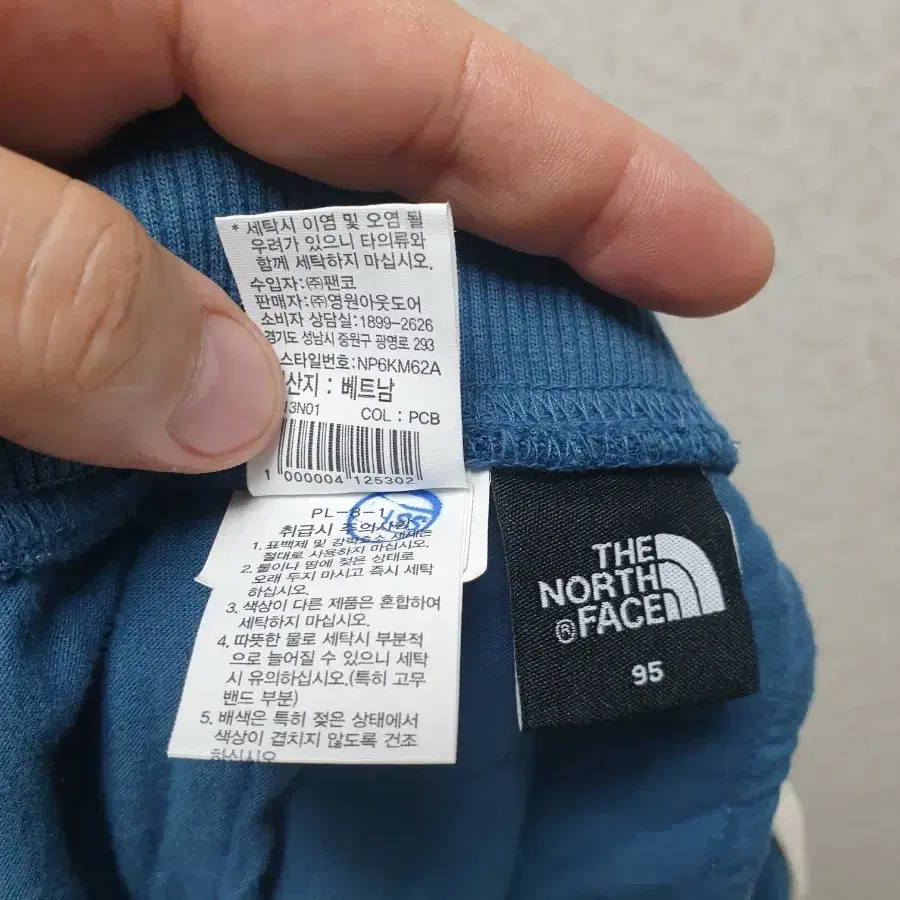 * 세탁시 이염 및 오염 될
우려가 있으니 타의류와
함께 세탁하지 마십시오.
수입자:㈜팬코
판매자:㈜영원아웃도어
소비자 상담실:1899-2626
경기도 성남시 중원구 광명로 293
스타일번호:NP6KM62A
산지 : 베트남
13N01 COL : PCB
1 000004 125302
PL-8-1
취급시 주의사항
1. 표백제 및 강력효소 세제는
절대로 사용하지 마십시오.
2. 물이나 땀에 젖은 상태로
오래 두지 마시고 즉시 세탁
하십시오.
3. 색상이 다른 제품은 혼합하여
세탁하지 마십시오.
4. 따뜻한 물로 세탁시 부분적
으로 늘어질 수 있으니 세탁
시 유의하십시오.(특히 고무
밴드 부분)
5. 배색은 특히 젖은 상태에서
색상이 겹치지 않도록 건조
하십시오
THE
NORTH
® FACE
95